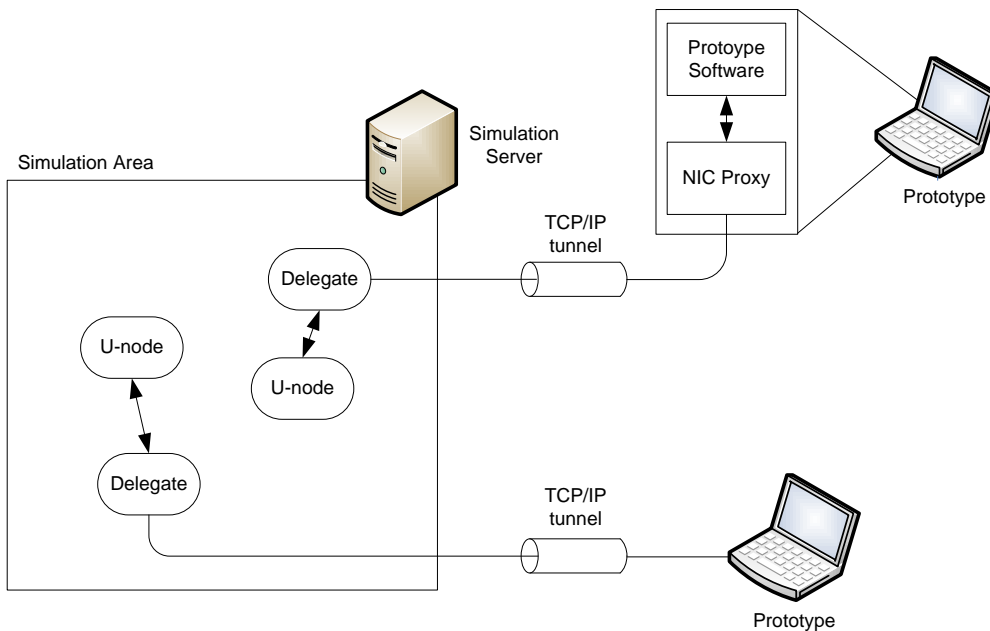 Protoype
Software
NIC Proxy
Prototype
Simulation
Server
Simulation Area
TCP/IP
tunnel
Delegate
U-node
U-node
Delegate
TCP/IP
tunnel
Prototype